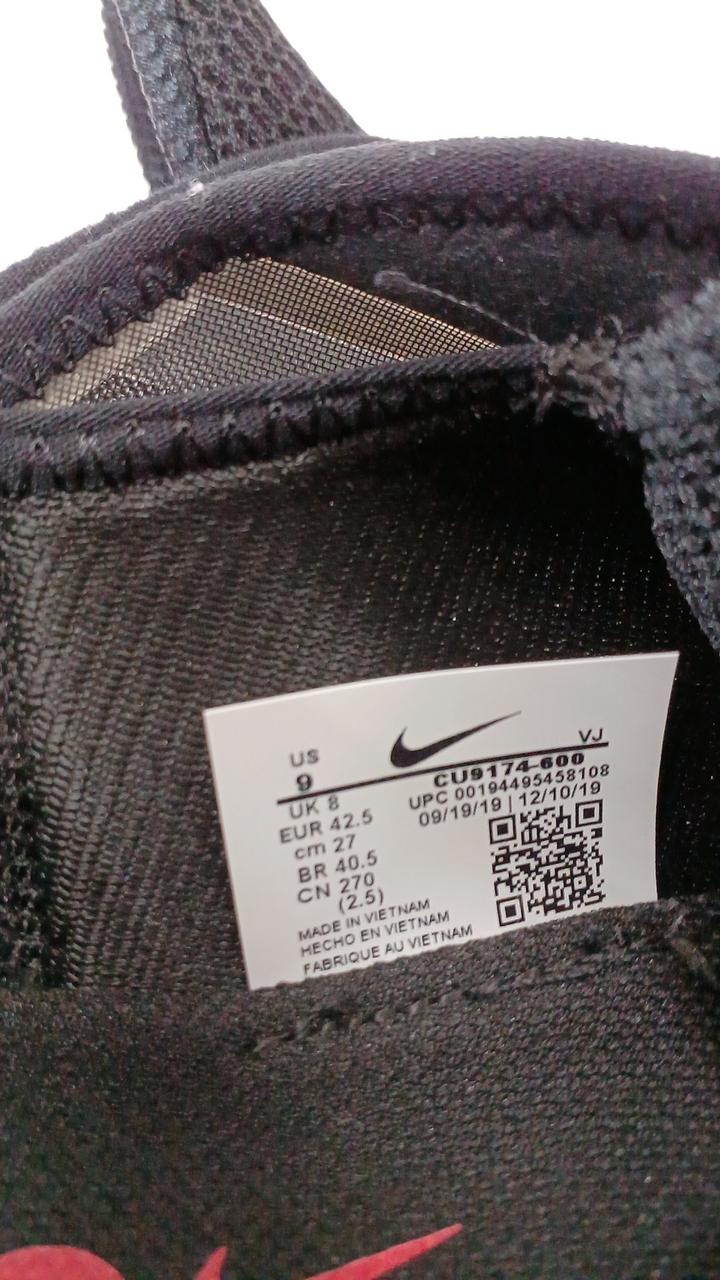 VJ
US
9
CU9174-600
UPC 00194495458108
09/19/19 | 12/10/19
UK 8
EUR 42.5
cm 27
BR 40.5
CN 270
(2.5)
MADE IN VIETNAM
HECHO EN VIETNAM
FABRIQUE AU VIETNAM